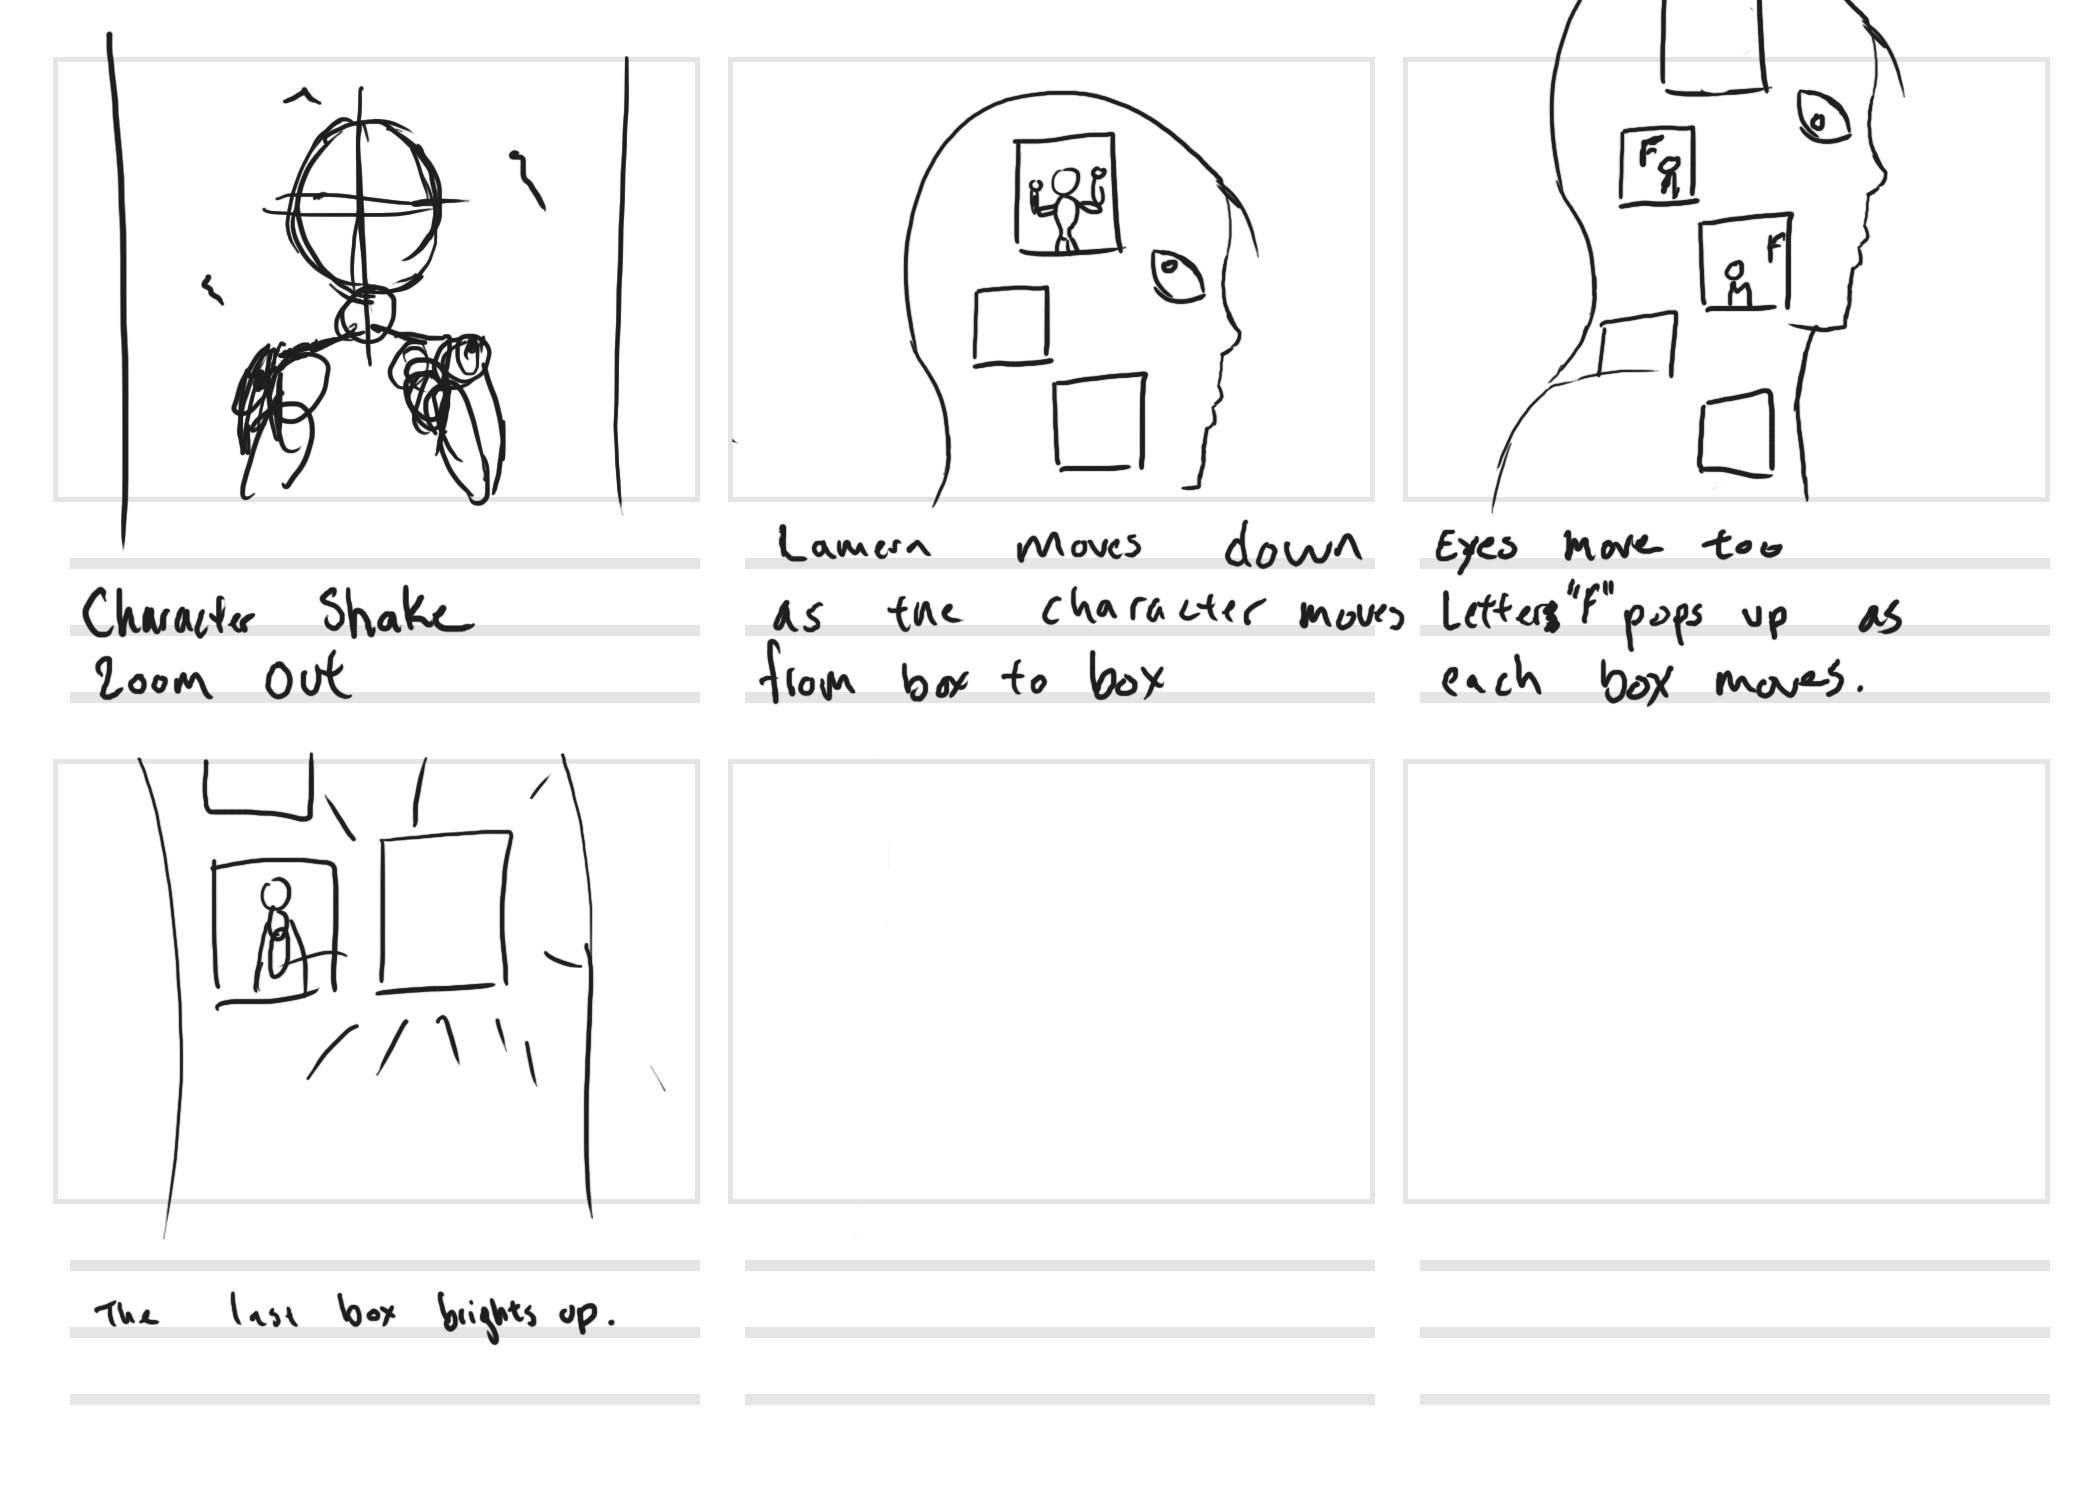 F
F
F
Character Shake
Zoom Out
Camera moves down
as the character moves
from box to box
Eyes move too
Letters "F" pops up as
each box moves.
The last box brights up.